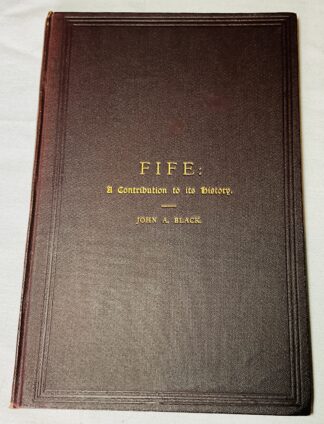 FIFE:
A Contribution to its History.
JOHN A. BLACK.